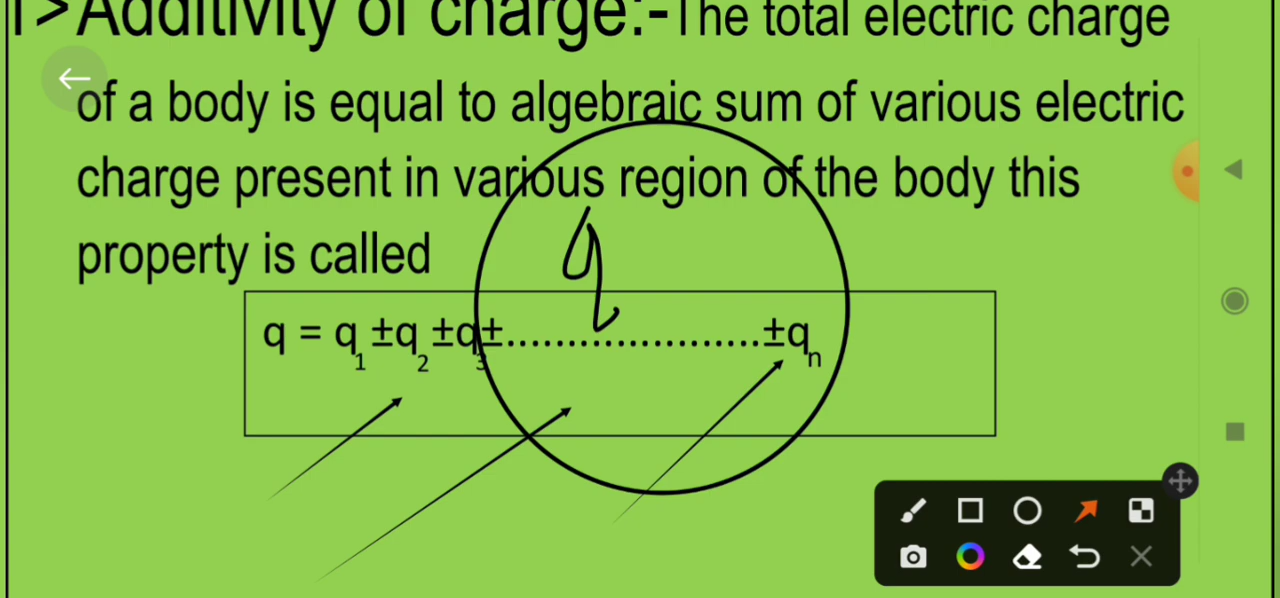 1>Additivity of charge:-The total electric charge
of a body is equal to algebraic sum of various electric
charge present in various region of the body this
property is called
q
q = q₁ ±q₂ ±q₃±.....................±qₙ